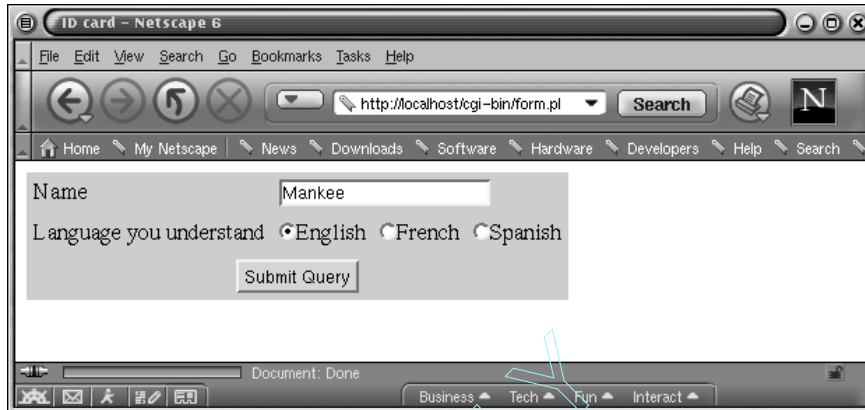 ID card – Netscape 6
File Edit View Search Go Bookmarks Tasks Help
http://localhost/cgi-bin/form.pl Search N
Home My Netscape News Downloads Software Hardware Developers Help Search
Name Mankee
Language you understand English French Spanish
Submit Query
Document: Done
Business Tech Fun Interact